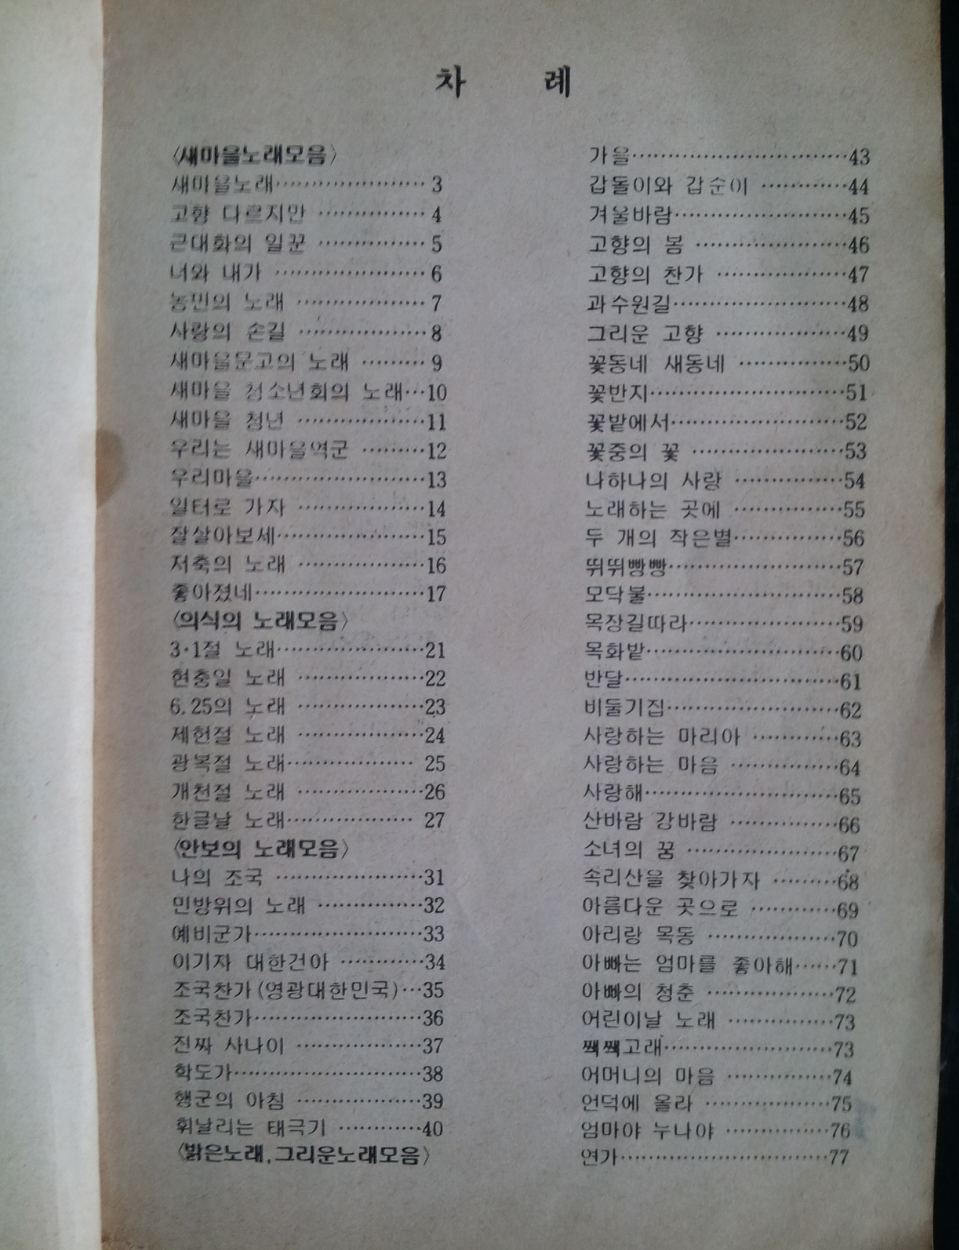 차 례
〈새마을노래모음〉
새마을노래…………………3
고향 다르지만 ……………4
근대화의 일꾼 ……………5
너와 내가 …………………6
농민의 노래 ………………7
사랑의 손길 ………………8
새마을문고의 노래 ………9
새마을 청소년회의 노래…10
새마을 청년 ………………11
우리는 새마을역군 ………12
우리마을……………………13
일터로 가자 ………………14
잘살아보세…………………15
저축의 노래 ………………16
좋아졌네……………………17
〈의식의 노래모음〉
3·1절 노래…………………21
현충일 노래 ………………22
6.25의 노래 ………………23
제헌절 노래 ………………24
광복절 노래……………… 25
개천절 노래 ………………26
한글날 노래……………… 27
〈안보의 노래모음〉
나의 조국 …………………31
민방위의 노래 ……………32
예비군가……………………33
이기자 대한건아 …………34
조국찬가(영광대한민국)…35
조국찬가……………………36
진짜 사나이 ………………37
학도가………………………38
행군의 아침 ………………39
휘날리는 태극기 …………40
〈밝은노래,그리운노래모음〉
가을…………………………43
갑돌이와 갑순이 …………44
겨울바람……………………45
고향의 봄 …………………46
고향의 찬가 ………………47
과수원길……………………48
그리운 고향 ………………49
꽃동네 새동네 ……………50
꽃반지………………………51
꽃밭에서……………………52
꽃중의 꽃 …………………53
나하나의 사랑 ……………54
노래하는 곳에 ……………55
두 개의 작은별……………56
뛰뛰빵빵……………………57
모닥불………………………58
목장길따라…………………59
목화밭………………………60
반달…………………………61
비둘기집……………………62
사랑하는 마리아 …………63
사랑하는 마음 ……………64
사랑해………………………65
산바람 강바람 ……………66
소녀의 꿈 …………………67
속리산을 찾아가자 ………68
아름다운 곳으로 …………69
아리랑 목동 ………………70
아빠는 엄마를 좋아해……71
아빠의 청춘 ………………72
어린이날 노래 ……………73
쩩쩩고래……………………73
어머니의 마음 ……………74
언덕에 올라 ………………75
엄마야 누나야 ……………76
연가…………………………77